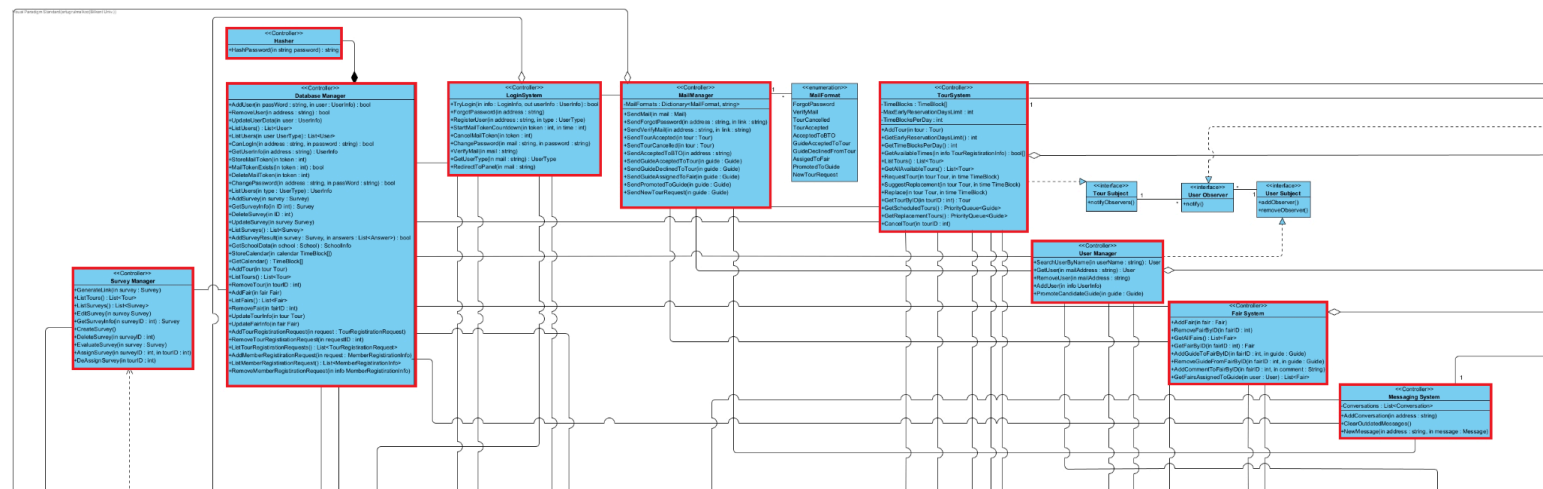 <<Controller>>
Hasher
+HashPassword(in string password) : string
<<Controller>>
Database Manager
+AddUser(in passWord : string, in user : UserInfo) : bool
+RemoveUser(in address : string) : bool
+UpdateUserData(in user : UserInfo)
+ListUsers() : List<User>
+ListUsers(in user UserType) : List<User>
+CanLogin(in address : string, in password : string) : bool
+GetUserInfo(in address : string) : UserInfo
+StoreMailToken(in token : int)
+MailTokenExists(in token : int) : bool
+DeleteMailToken(in token : int)
+ChangePassword(in address : string, in passWord : string) : bool
+ListUsers(in type : UserType) : UserInfo
+AddSurvey(in survey : Survey)
+GetSurveyInfo(in ID int) : Survey
+DeleteSurvey(in ID : int)
+UpdateSurvey(in survey Survey)
+ListSurveys() : List<Survey>
+AddSurveyResult(in survey : Survey, in answers : List<Answer>) : bool
+GetSchoolData(in school : School) : SchoolInfo
+StoreCalendar(in calendar TimeBlock[])
+GetCalendar() : TimeBlock[]
+AddTour(in tour Tour)
+ListTours() : List<Tour>
+RemoveTour(in tourID : int)
+AddFair(in fair Fair)
+ListFairs() : List<Fair>
+RemoveFair(in fairID : int)
+UpdateTourInfo(in tour Tour)
+UpdateFairInfo(in fair Fair)
+AddTourRegistirationRequest(in request : TourRegistirationRequest)
+RemoveTourRegistirationRequest(in requestID : int)
+ListTourRegistirationRequests() : List<TourRegistirationRequest>
+AddMemberRegistirationRequest(in request : MemberRegistirationInfo)
+ListMemberRegistirationRequest() : List<MemberRegistirationInfo>
+RemoveMemberRegistirationRequest(in info MemberRegistirationInfo)
<<Controller>>
LoginSystem
+TryLogin(in info : LoginInfo, out userInfo : UserInfo) : bool
+ForgotPassword(in address : string)
+RegisterUser(in address : string, in type : UserType)
+StartMailTokenCountdown(in token : int, in time : int)
+CancelMailToken(in token : int)
+ChangePassword(in mail : string, in password : string)
+VerifyMail(in mail : string)
+GetUserType(in mail : string) : UserType
+RedirectToPanel(in mail : string)
<<Controller>>
MailManager
-MailFormats : Dictionary<MailFormat, string>
+SendMail(in mail : Mail)
+SendForgotPassword(in address : string, in link : string)
+SendVerifyMail(in address : string, in link : string)
+SendTourAccepted(in tour : Tour)
+SendTourCancelled(in tour : Tour)
+SendAcceptedToBTO(in address : string)
+SendGuideAcceptedToTour(in guide : Guide)
+SendGuideDeclinedToTour(in guide : Guide)
+SendGuideAssignedToFair(in guide : Guide)
+SendPromotedToGuide(in guide : Guide)
+SendNewTourRequest(in guide : Guide)
1
<<enumeration>>
MailFormat
ForgotPassword
VerifyMail
TourCancelled
TourAccepted
AcceptedToBTO
GuideAcceptedToTour
GuideDeclinedFromTour
AssigedToFair
PromotedToGuide
NewTourRequest
<<Controller>>
TourSystem
-TimeBlocks : TimeBlock[]
-MaxEarlyReservationDaysLimit : int
-TimeBlocksPerDay : int
+AddTour(in tour : Tour)
+GetEarlyReservationDaysLimit() : int
+GetTimeBlocksPerDay() : int
+GetAvailableTimes(in info TourRegistirationInfo) : bool[]
+ListTours() : List<Tour>
+GetAllAvailableTours() : List<Tour>
+RequestTour(in tour Tour, in time TimeBlock)
+SuggestReplacement(in tour Tour, in time TimeBlock)
+Replace(in tour Tour, in time TimeBlock)
+GetTourByID(in tourID : int) : Tour
+GetScheduledTours() : PriorityQueue<Guide>
+GetReplacementTours() : PriorityQueue<Guide>
+CancelTour(in tourID : int)
1
<<interface>>
Tour Subject
+notifyObservers()
1
<<interface>>
User Observer
+notify()
1
<<interface>>
User Subject
+addObserver()
+removeObserver()
<<Controller>>
User Manager
+SearchUserByName(in userName : string) : User
+GetUser(in mailAddress : string) : User
+RemoveUser(in mailAddress : string)
+AddUser(in info UserInfo)
+PromoteCandidateGuide(in guide : Guide)
<<Controller>>
Survey Manager
+GenerateLink(in survey : Survey)
+ListTours() : List<Tour>
+ListSurveys() : List<Survey>
+EditSurvey(in survey Survey)
+GetSurveyInfo(in surveyID : int) : Survey
+CreateSurvey()
+DeleteSurvey(in surveyID : int)
+EvaluateSurvey(in survey : Survey)
+AssignSurvey(in surveyID : int, in tourID : int)
+DeAssignSurvey(in tourID : int)
<<Controller>>
Fair System
+AddFair(in fair : Fair)
+RemoveFairByID(in fairID : int)
+GetAllFairs() : List<Fair>
+GetFairByID(in fairID : int) : Fair
+AddGuideToFairByID(in fairID : int, in guide : Guide)
+RemoveGuideFromFairByID(in fairID : int, in guide : Guide)
+AddCommentToFairByID(in fairID : int, in comment : String)
+GetFairsAssignedToGuide(in user : User) : List<Fair>
1
<<Controller>>
Messaging System
-Conversations : List<Conversation>
+AddConversation(in address : string)
+ClearOutdatedMessages()
+NewMessage(in address : string, in message : Message)